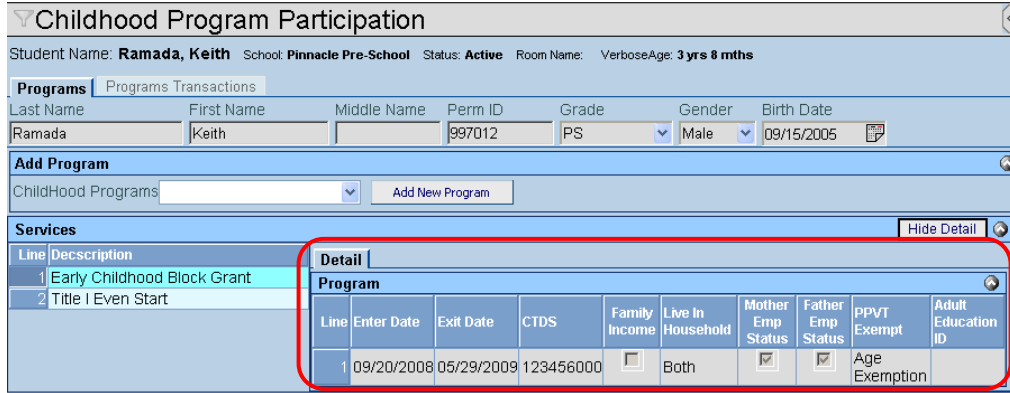 Childhood Program Participation
Student Name: Ramada, Keith School: Pinnacle Pre-School Status: Active Room Name: VerboseAge: 3 yrs 8 mths
Programs Programs Transactions
Last Name First Name Middle Name Perm ID Grade Gender Birth Date
Ramada Keith 997012 PS Male 09/15/2005
Add Program
ChildHood Programs Add New Program
Services Hide Detail
Line Decscription
1 Early Childhood Block Grant
2 Title I Even Start
Detail
Program
Line Enter Date Exit Date CTDS Family Income Live In Household Mother Emp Status Father Emp Status PPVT Exempt Adult Education ID
1 09/20/2008 05/29/2009 123456000 Both Age Exemption